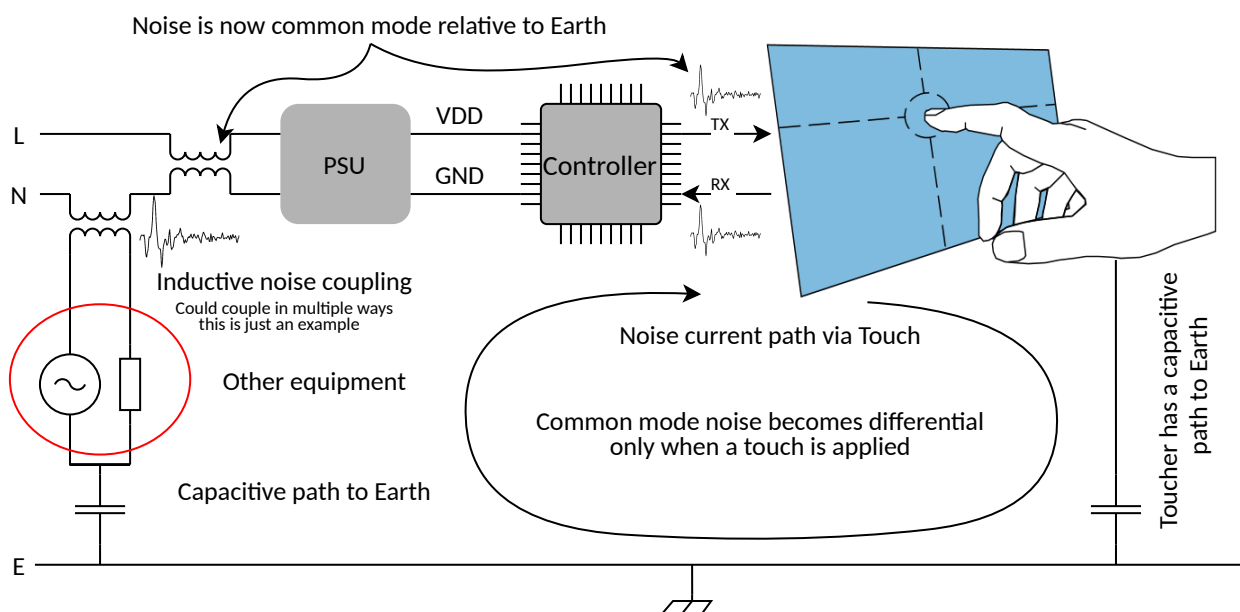 Noise is now common mode relative to Earth
L
N
E
PSU
VDD
GND
Controller
TX
RX
Inductive noise coupling
Could couple in multiple ways
this is just an example
Other equipment
Capacitive path to Earth
Noise current path via Touch
Common mode noise becomes differential
only when a touch is applied
Toucher has a capacitive
path to Earth